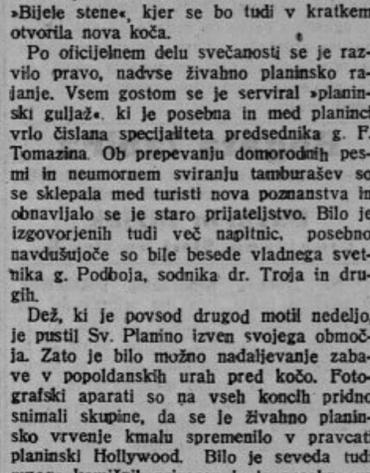 »Bijele stene«, kjer se bo tudi v kratkem
otvorila nova koča.
Po oficijelnem delu svečanosti se je raz-
vilo pravo, nadvse živahno planinsko ra-
janje. Vsem gostom se je serviral »planin-
ski guljaž«, ki je posebna in med planinci
vrlo čislana specijaliteta predsednika g. F.
Tomazina. Ob prepevanju domorodnih pes-
mi in neumornem sviranju tamburašev so
se sklepala med turisti nova poznanstva in
obnavljalo se je staro prijateljstvo. Bilo je
izgovorjenih tudi več napitnic, posebno
navdušujoče so bile besede vladnega svet-
nika g. Podboja, sodnika dr. Troja in dru-
gih.
Dež, ki je povsod drugod motil nedeljo,
je pustil Sv. Planino izven svojega območ-
ja. Zato je bilo možno nadaljevanje zaba-
ve v popoldanskih urah pred kočo. Foto-
grafski aparati so na vseh koncih pridno
snimali skupine, da se je živahno planin-
sko vrvenje kmalu spremenilo v pravcati
planinski Hollywood. Bilo je seveda tudi